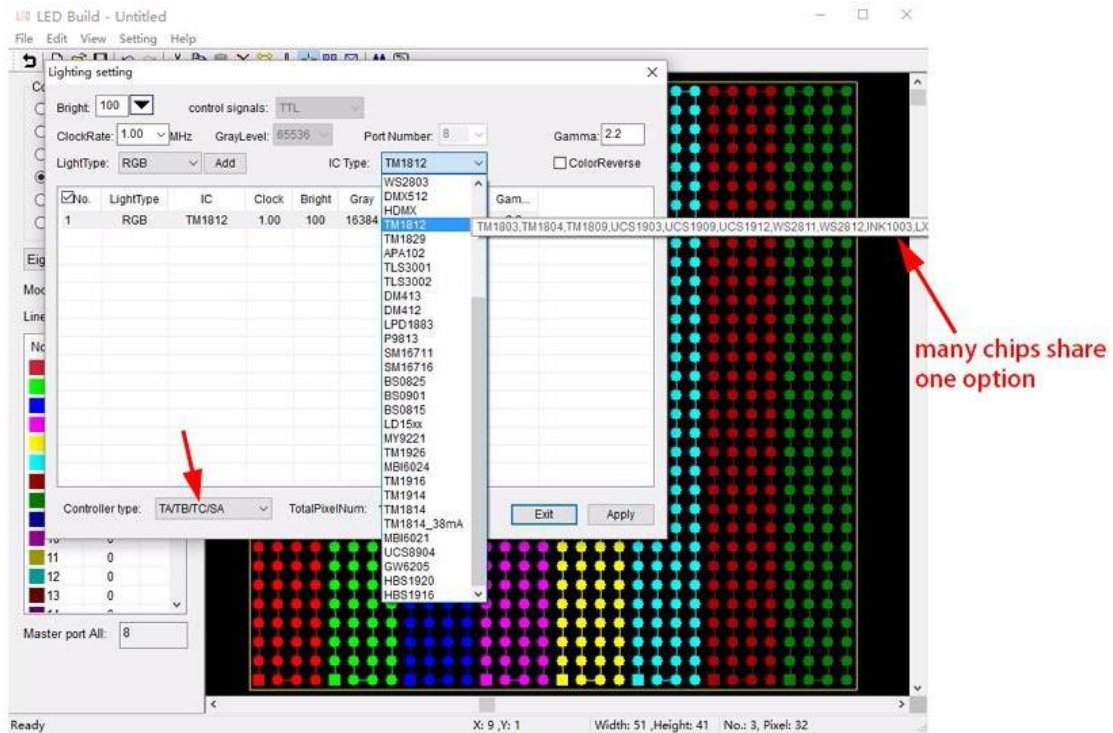 LED Build - Untitled
File Edit View Setting Help
Lighting setting
Bright: 100 control signals: TTL
ClockRate: 1.00 MHz GrayLevel: 65536 Port Number: 8 Gamma: 2.2
LightType: RGB Add IC Type: TM1812 ColorReverse
No. LightType IC Clock Bright Gray Gam...
1 RGB TM1812 1.00 100 16384
WS2803
DMX512
HDMX
TM1812
TM1803,TM1804,TM1809,UCS1903,UCS1909,UCS1912,WS2811,WS2812,INK1003,LX
TM1829
APA102
TLS3001
TLS3002
DM413
DM412
LPD1883
P9813
SM16711
SM16716
BS0825
BS0901
BS0815
LD15xx
MY9221
TM1926
MBI6024
TM1916
TM1914
TM1814
TM1814_38mA
MBI6021
UCS8904
GW6205
HBS1920
HBS1916
many chips share
one option
Controller type: TA/TB/TC/SA TotalPixelNum: Exit Apply
11 0
12 0
13 0
Master port All: 8
Ready X: 9 ,Y: 1 Width: 51 ,Height: 41 No.: 3, Pixel: 32